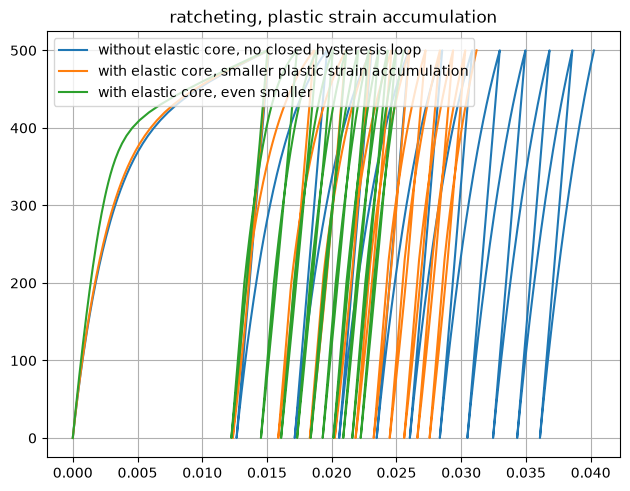 ratcheting, plastic strain accumulation
without elastic core, no closed hysteresis loop
with elastic core, smaller plastic strain accumulation
with elastic core, even smaller
500
400
300
200
100
0
0.000 0.005 0.010 0.015 0.020 0.025 0.030 0.035 0.040